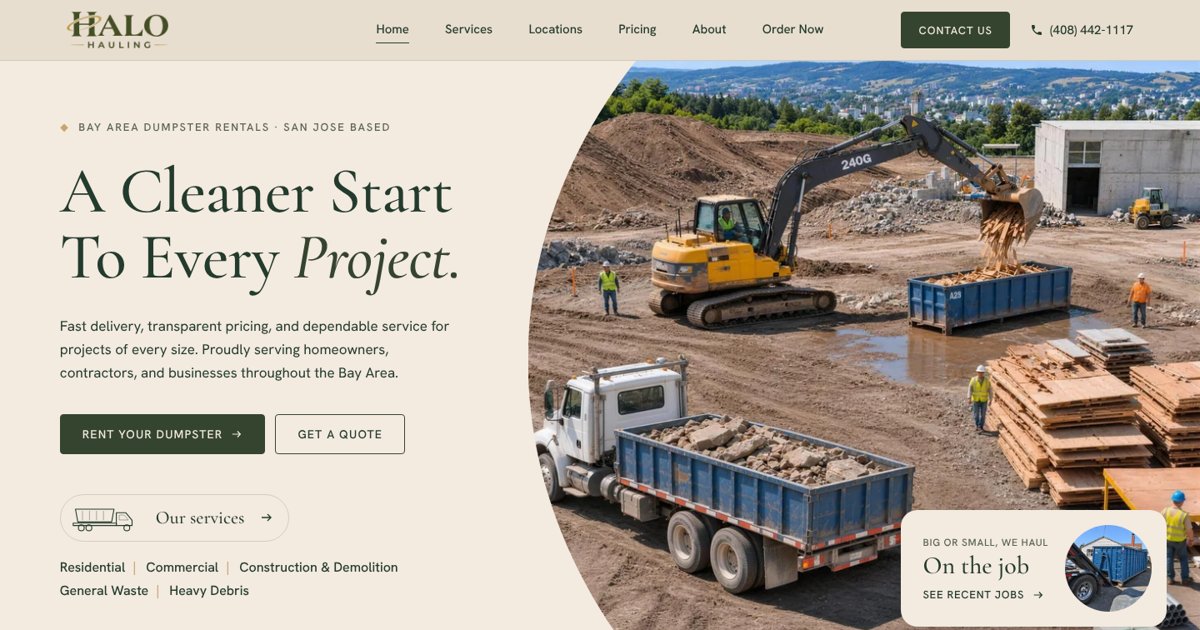 HALO
HAULING
Home
Services
Locations
Pricing
About
Order Now
CONTACT US
(408) 442-1117
BAY AREA DUMPSTER RENTALS · SAN JOSE BASED
A Cleaner Start
To Every Project.
Fast delivery, transparent pricing, and dependable service for
projects of every size. Proudly serving homeowners,
contractors, and businesses throughout the Bay Area.
RENT YOUR DUMPSTER →
GET A QUOTE
Our services →
Residential | Commercial | Construction & Demolition
General Waste | Heavy Debris
240G
A23
BIG OR SMALL, WE HAUL
On the job
SEE RECENT JOBS →